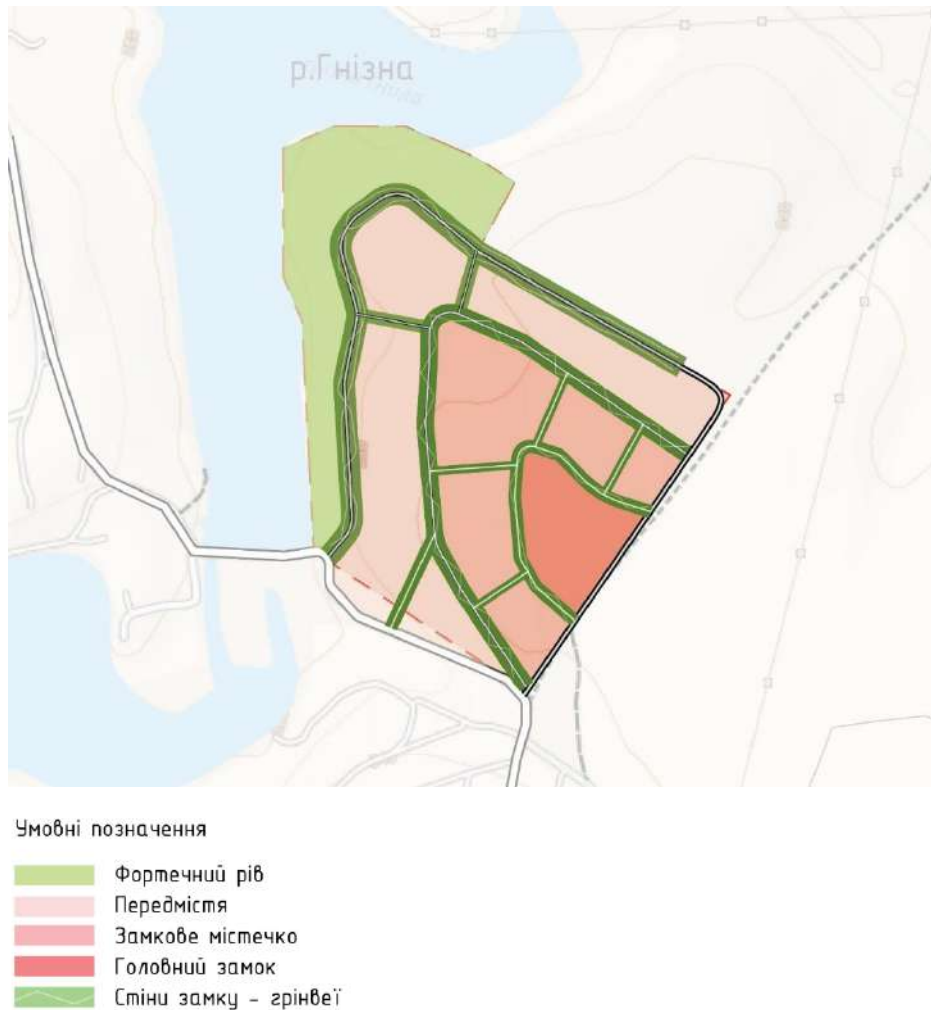 р.Гнізна
Умовні позначення
Фортечний рів
Передмістя
Замкове містечко
Головний замок
Стіни замку - грінвеї